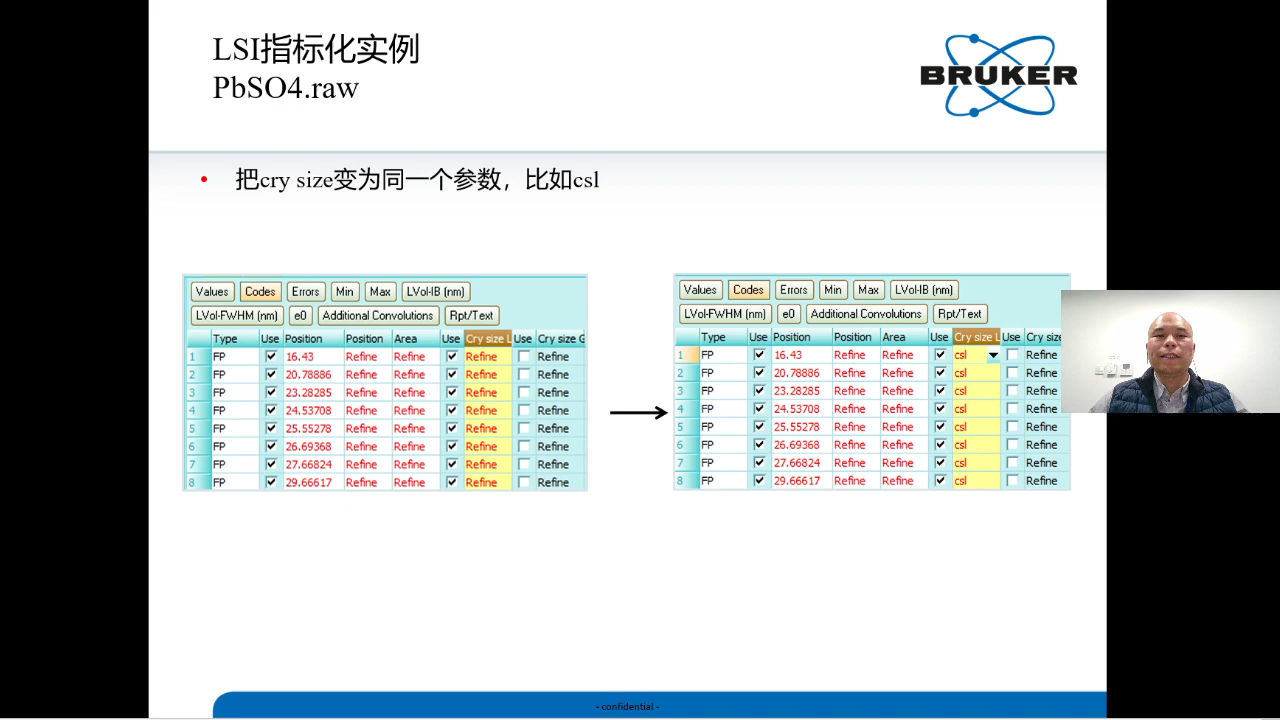 LSI指标化实例
PbSO4.raw
BRUKER
• 把cry size变为同一个参数，比如csl
Values Codes Errors Min Max LVol-IB (nm)
LVol-FWHM (nm) e0 Additional Convolutions Rpt/Text
Type Use Position Position Area Use Cry size L Use Cry size G
1 FP 16.43 Refine Refine Refine Refine
2 FP 20.78886 Refine Refine Refine Refine
3 FP 23.28285 Refine Refine Refine Refine
4 FP 24.53708 Refine Refine Refine Refine
5 FP 25.55278 Refine Refine Refine Refine
6 FP 26.69368 Refine Refine Refine Refine
7 FP 27.66824 Refine Refine Refine Refine
8 FP 29.66617 Refine Refine Refine Refine
Values Codes Errors Min Max LVol-IB (nm)
LVol-FWHM (nm) e0 Additional Convolutions Rpt/Text
Type Use Position Position Area Use Cry size L Use Cry size
1 FP 16.43 Refine Refine csl Refine
2 FP 20.78886 Refine Refine csl Refine
3 FP 23.28285 Refine Refine csl Refine
4 FP 24.53708 Refine Refine csl Refine
5 FP 25.55278 Refine Refine csl Refine
6 FP 26.69368 Refine Refine csl Refine
7 FP 27.66824 Refine Refine csl Refine
8 FP 29.66617 Refine Refine csl Refine
- confidential -